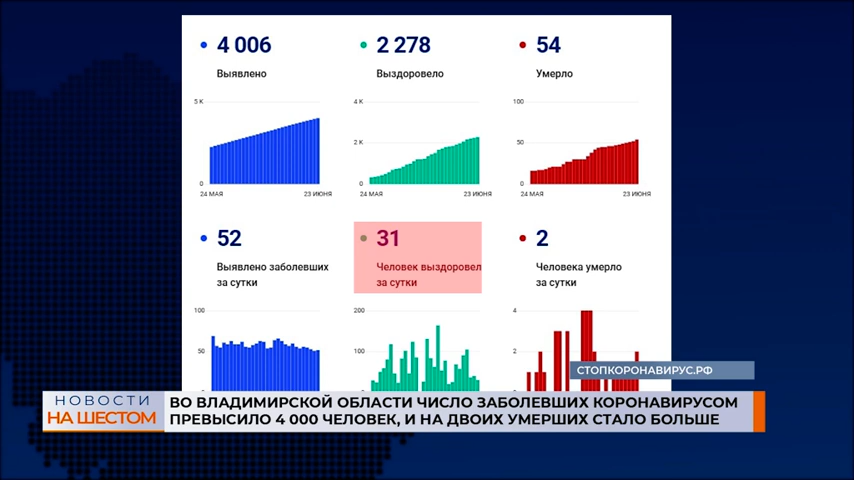 4 006
2 278
54
Выявлено
Выздоровело
Умерло
5 K
4 K
100
2 K
50
0
0
0
24 МАЯ
23 ИЮНЯ
24 МАЯ
23 ИЮНЯ
24 МАЯ
23 ИЮНЯ
52
31
2
Выявлено заболевших
за сутки
Человек выздоровел
за сутки
Человека умерло
за сутки
100
200
4
50
100
2
СТОПКОРОНАВИРУС.РФ
НОВОСТИ
НА ШЕСТОМ
ВО ВЛАДИМИРСКОЙ ОБЛАСТИ ЧИСЛО ЗАБОЛЕВШИХ КОРОНАВИРУСОМ
ПРЕВЫСИЛО 4 000 ЧЕЛОВЕК, И НА ДВОИХ УМЕРШИХ СТАЛО БОЛЬШЕ